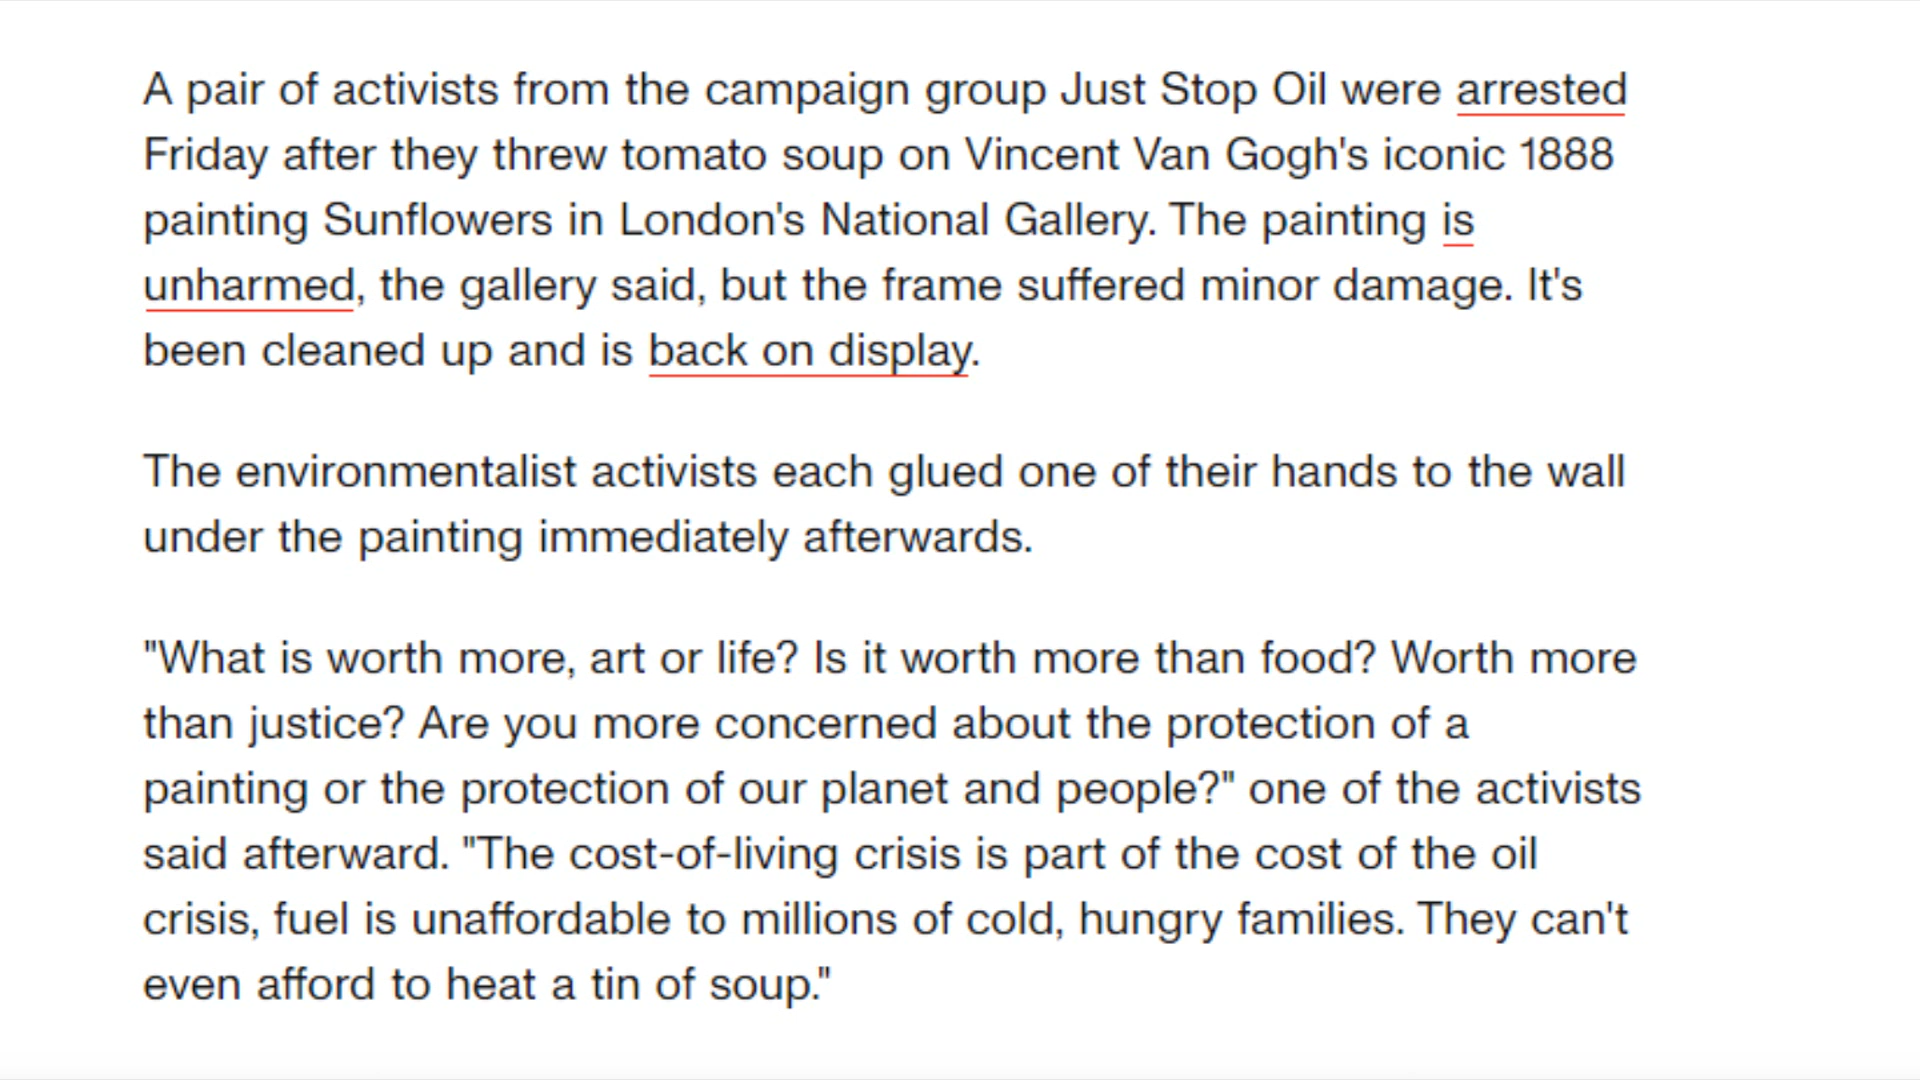 A pair of activists from the campaign group Just Stop Oil were arrested
Friday after they threw tomato soup on Vincent Van Gogh's iconic 1888
painting Sunflowers in London's National Gallery. The painting is
unharmed, the gallery said, but the frame suffered minor damage. It's
been cleaned up and is back on display.
The environmentalist activists each glued one of their hands to the wall
under the painting immediately afterwards.
"What is worth more, art or life? Is it worth more than food? Worth more
than justice? Are you more concerned about the protection of a
painting or the protection of our planet and people?" one of the activists
said afterward. "The cost-of-living crisis is part of the cost of the oil
crisis, fuel is unaffordable to millions of cold, hungry families. They can't
even afford to heat a tin of soup."